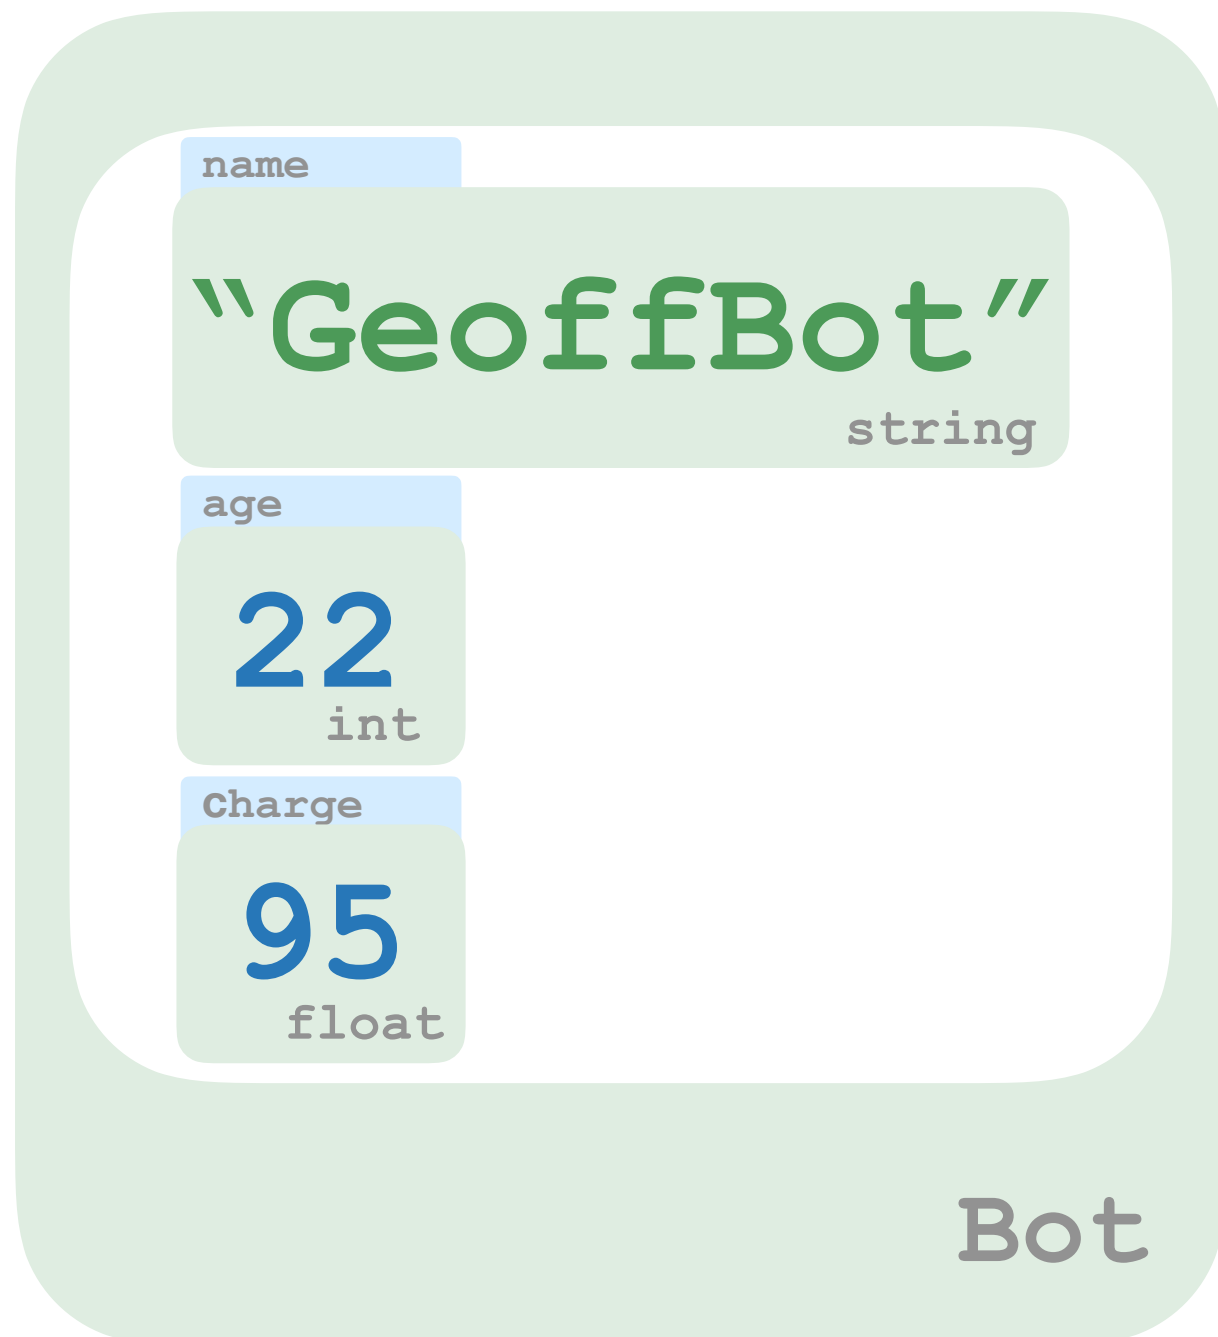 name
“GeoffBot”
string
age
22
int
Charge
95
float
Bot